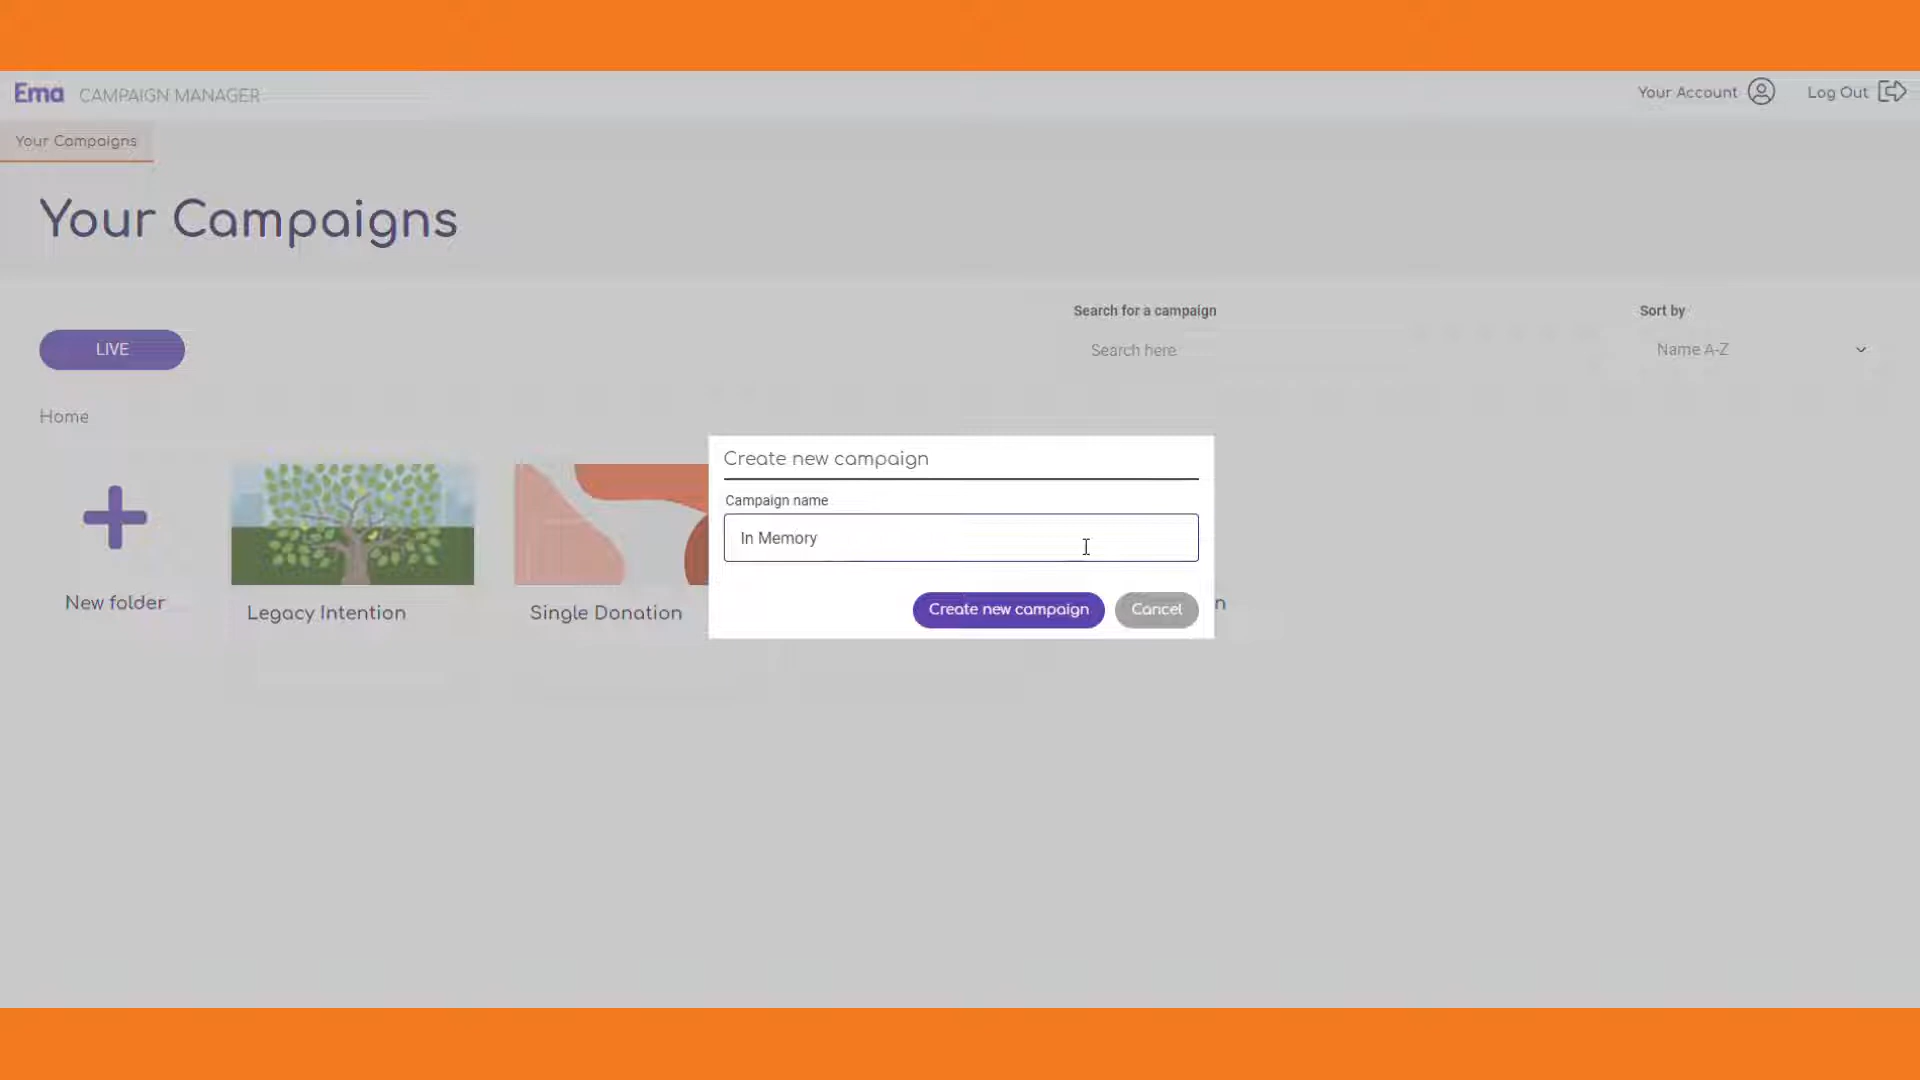 Ema CAMPAIGN MANAGER
Your Account
Log Out
Your Campaigns
Your Campaigns
Search for a campaign
Sort by
LIVE
Search here
Name A-Z
Home
Create new campaign
Campaign name
In Memory
Create new campaign
Cancel
New folder
Legacy Intention
Single Donation